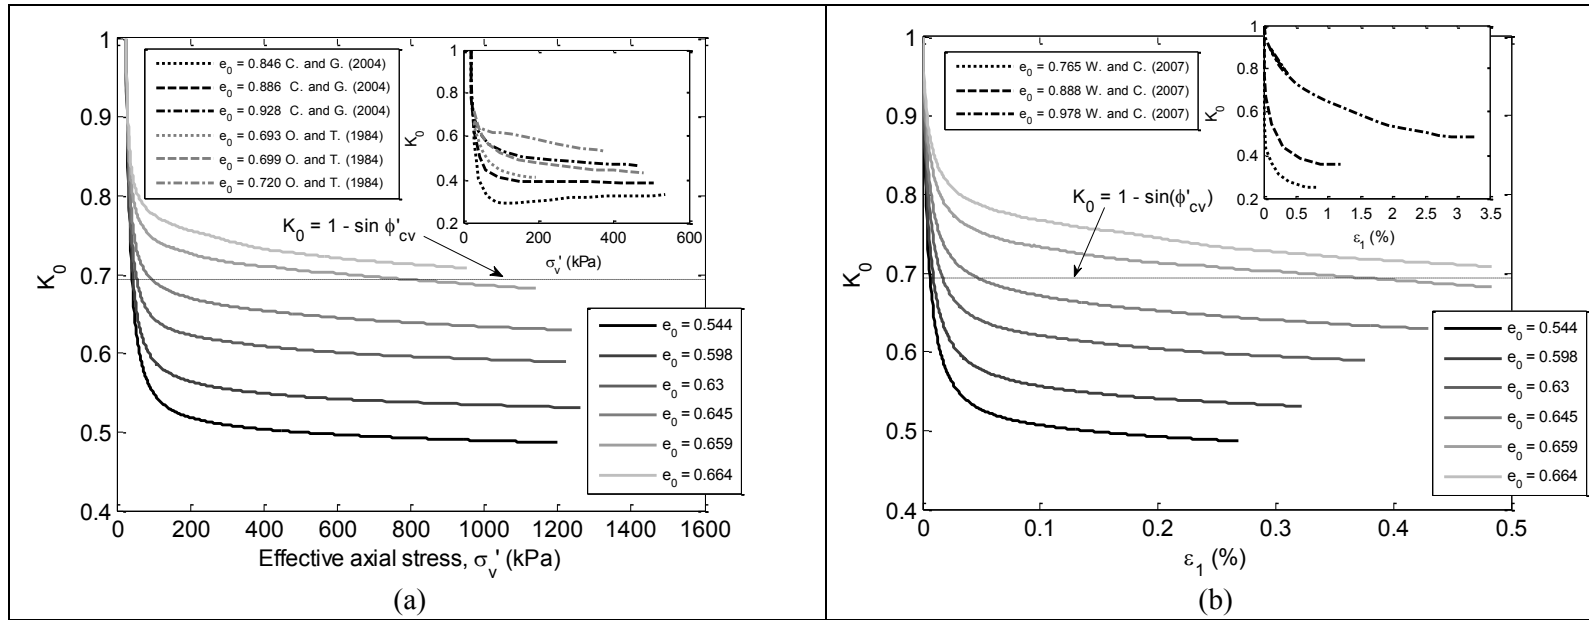 1
0.9
0.8
0.7
0.6
0.5
0.4
K0
0
200
400
600
800
1000
1200
1400
1600
Effective axial stress, σv' (kPa)
e0 = 0.846 C. and G. (2004)
e0 = 0.886 C. and G. (2004)
e0 = 0.928 C. and G. (2004)
e0 = 0.693 O. and T. (1984)
e0 = 0.699 O. and T. (1984)
e0 = 0.720 O. and T. (1984)
1
0.8
0.6
0.4
0.2
K0
0
200
400
600
σv' (kPa)
K0 = 1 - sin ϕ'cv
e0 = 0.544
e0 = 0.598
e0 = 0.63
e0 = 0.645
e0 = 0.659
e0 = 0.664
(a)
1
0.9
0.8
0.7
0.6
0.5
0.4
K0
0
0.1
0.2
0.3
0.4
0.5
ε1 (%)
e0 = 0.765 W. and C. (2007)
e0 = 0.888 W. and C. (2007)
e0 = 0.978 W. and C. (2007)
1
0.8
0.6
0.4
0.2
K0
0
0.5
1
1.5
2
2.5
3
3.5
ε1 (%)
K0 = 1 - sin(ϕ'cv)
e0 = 0.544
e0 = 0.598
e0 = 0.63
e0 = 0.645
e0 = 0.659
e0 = 0.664
(b)